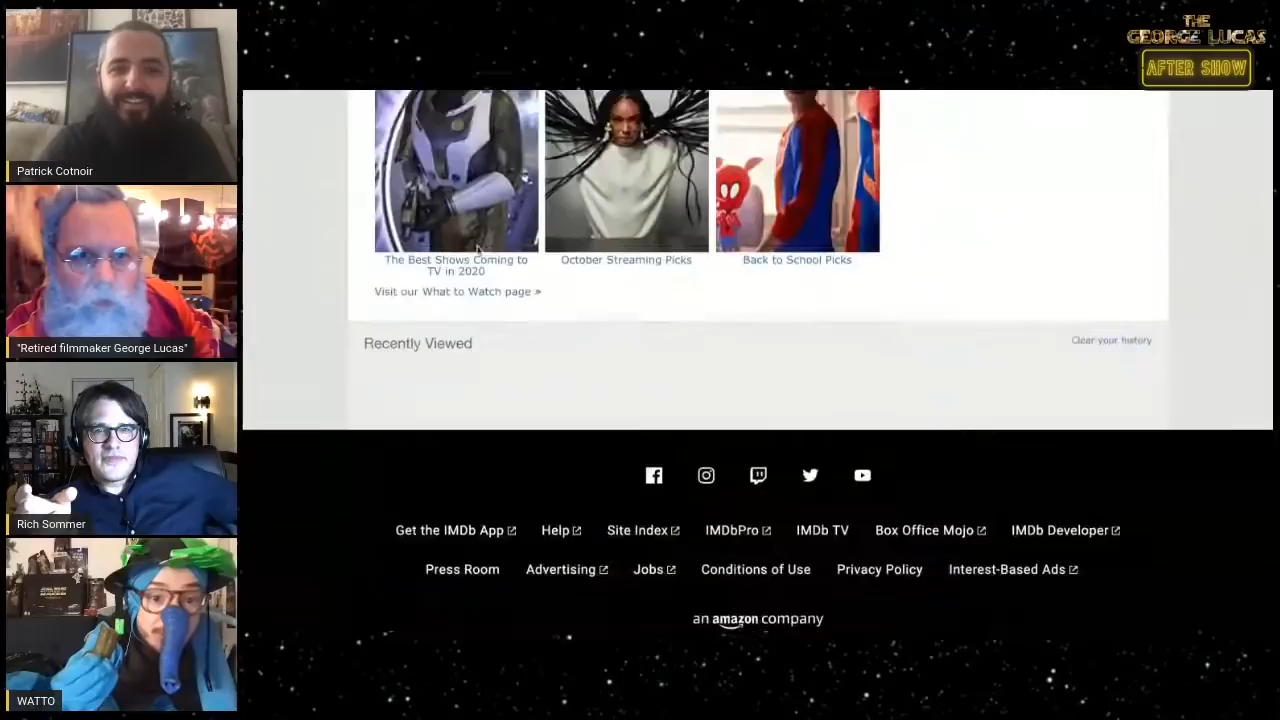 THE
GEORGE LUCAS
AFTER SHOW
Patrick Cotnoir
"Retired filmmaker George Lucas"
Rich Sommer
WATTO
The Best Shows Coming to
TV in 2020
October Streaming Picks
Back to School Picks
Visit our What to Watch page »
Recently Viewed
Clear your history
Get the IMDb App
Help
Site Index
IMDbPro
IMDb TV
Box Office Mojo
IMDb Developer
Press Room
Advertising
Jobs
Conditions of Use
Privacy Policy
Interest-Based Ads
an amazon company